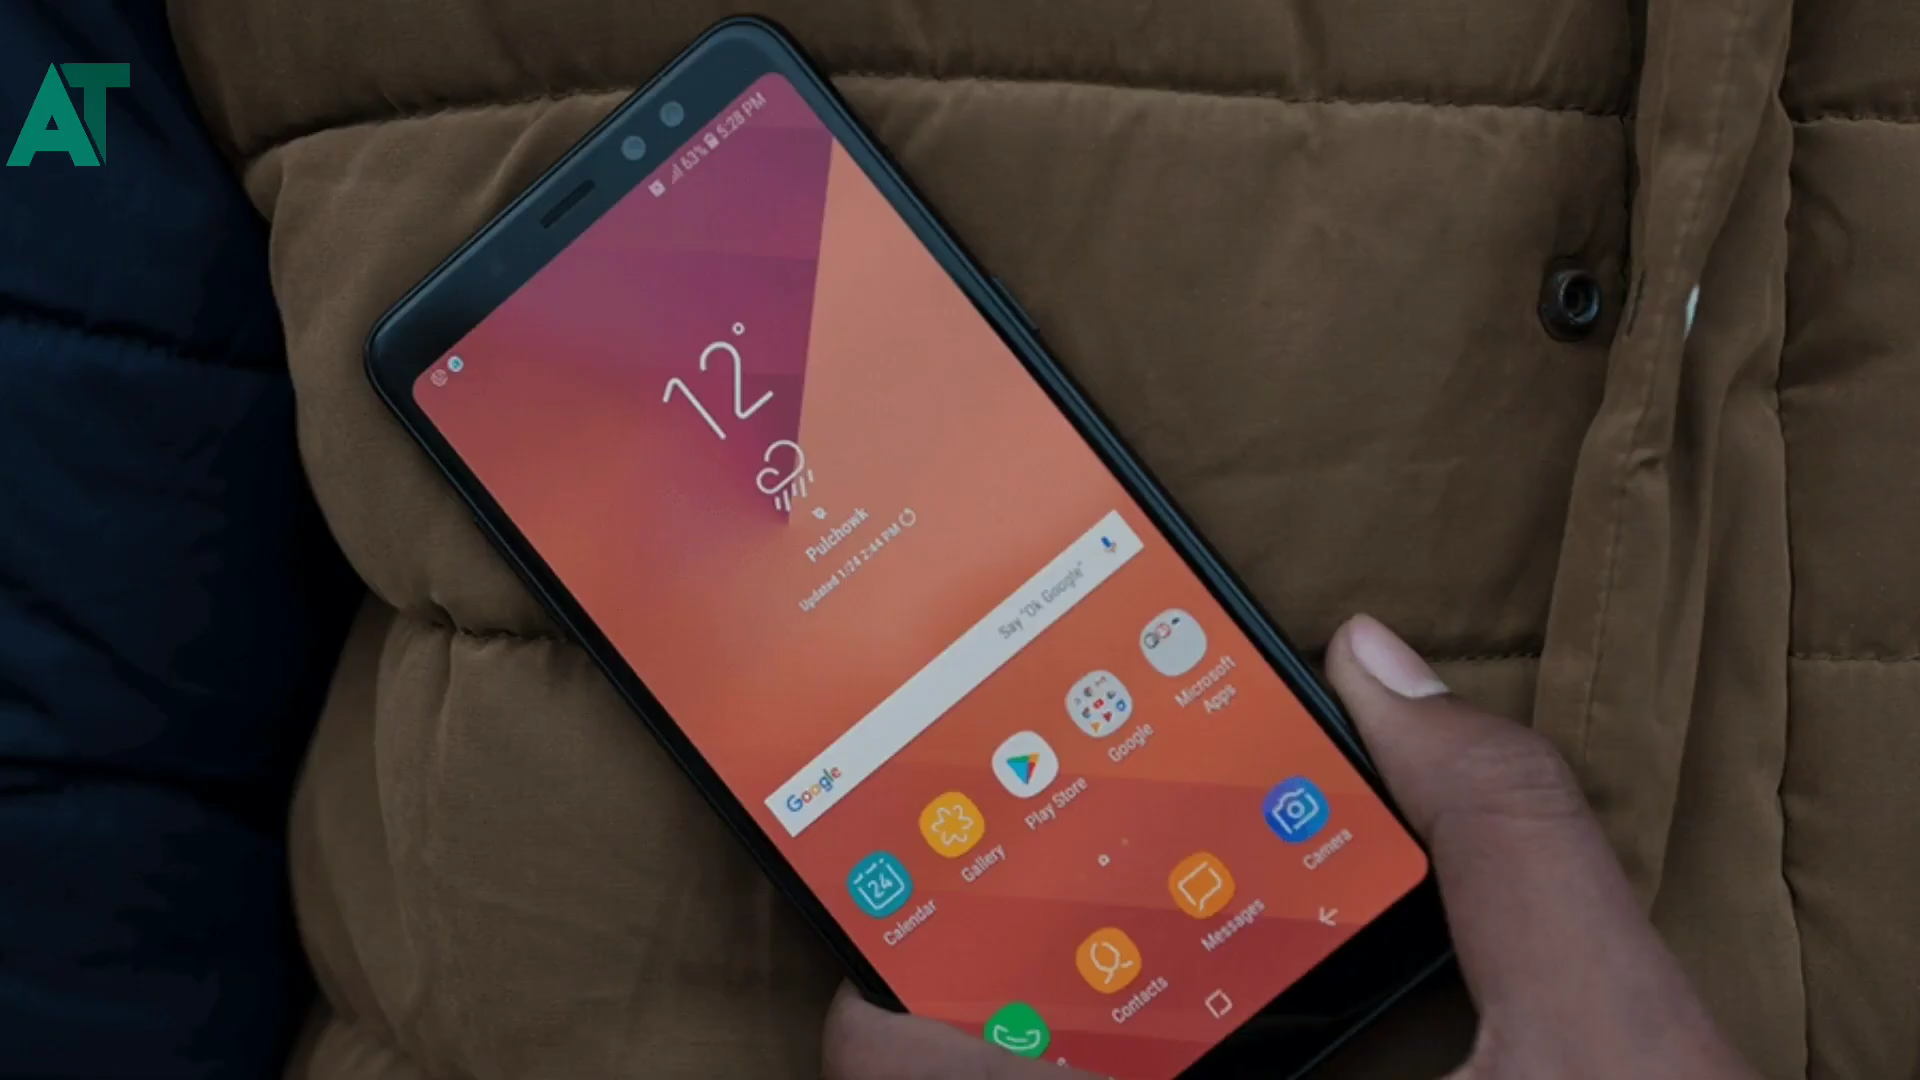 AT
63% 5:28 PM
12°
Pulchowk
Updated 1/24 2:44 PM
Say "Ok Google"
Google
Microsoft
Apps
Google
Play Store
Gallery
24
Calendar
Camera
Messages
Contacts